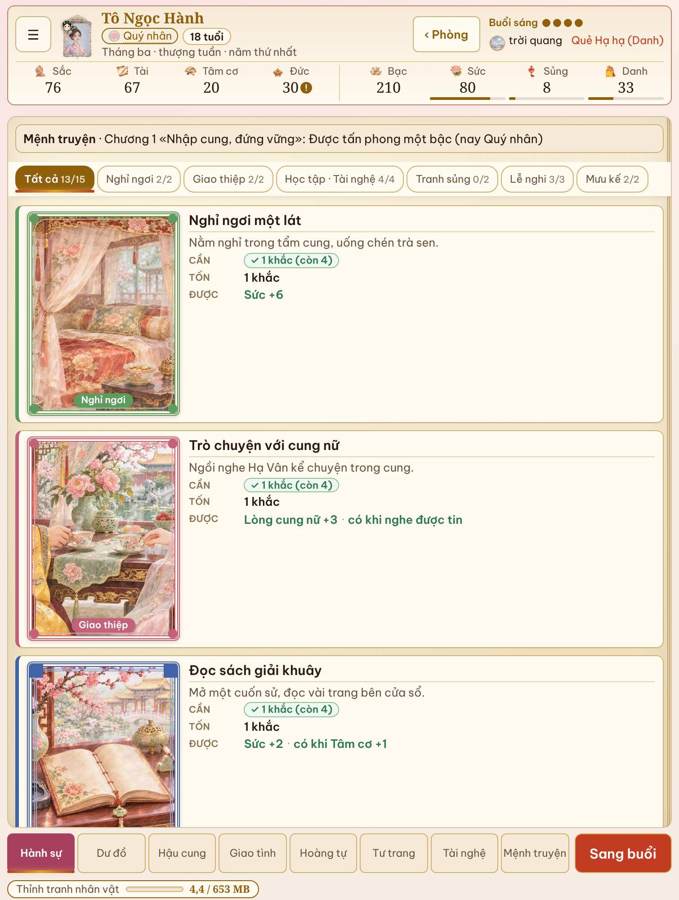 ☰
Tô Ngọc Hành
Quý nhân 18 tuổi
Tháng ba · thượng tuần · năm thứ nhất
‹ Phòng
Buổi sáng
trời quang Quẻ Hạ hạ (Danh)
Sắc Tài Tâm cơ Đức Bạc Sức Sủng Danh
76 67 20 30 ! 210 80 8 33
Mệnh truyện · Chương 1 «Nhập cung, đứng vững»: Được tấn phong một bậc (nay Quý nhân)
Tất cả 13/15 Nghỉ ngơi 2/2 Giao thiệp 2/2 Học tập · Tài nghệ 4/4 Tranh sủng 0/2 Lễ nghi 3/3 Mưu kế 2/2
Nghỉ ngơi một lát
Nằm nghỉ trong tẩm cung, uống chén trà sen.
CẦN ✓ 1 khắc (còn 4)
TỐN 1 khắc
ĐƯỢC Sức +6
Nghỉ ngơi
Trò chuyện với cung nữ
Ngồi nghe Hạ Vân kể chuyện trong cung.
CẦN ✓ 1 khắc (còn 4)
TỐN 1 khắc
ĐƯỢC Lòng cung nữ +3 · có khi nghe được tin
Giao thiệp
Đọc sách giải khuây
Mở một cuốn sử, đọc vài trang bên cửa sổ.
CẦN ✓ 1 khắc (còn 4)
TỐN 1 khắc
ĐƯỢC Sức +2 · có khi Tâm cơ +1
Hành sự Dư đồ Hậu cung Giao tình Hoàng tự Tư trang Tài nghệ Mệnh truyện Sang buổi
Thỉnh tranh nhân vật 4,4 / 653 MB